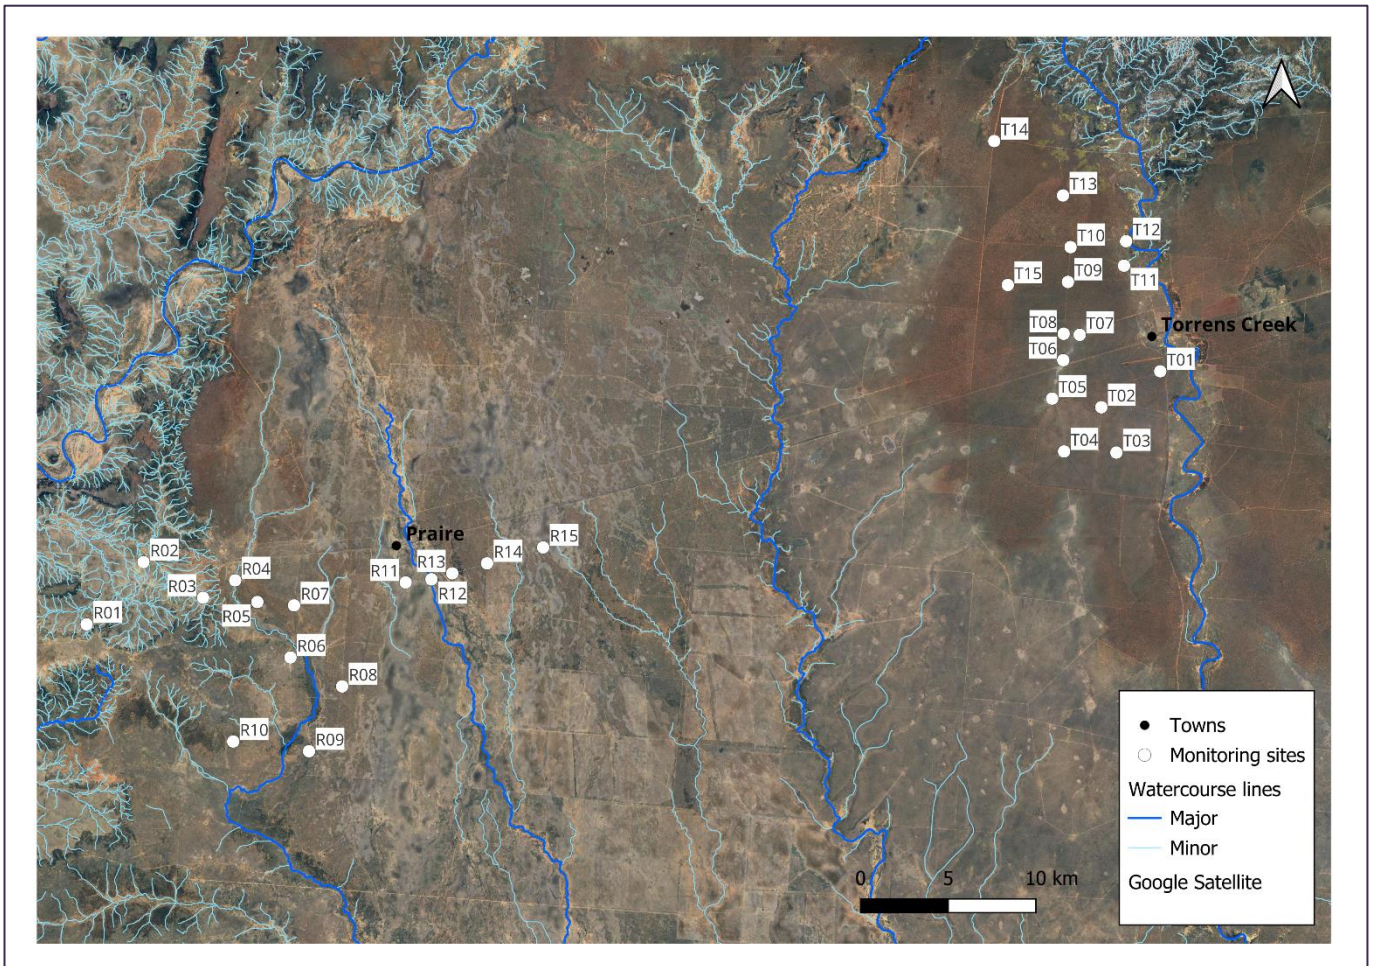 T14
T13
T12
T10
T11
T09
T15
T08
T07
Torrens Creek
T06
T01
T05
T02
T04
T03
Praire
R15
R14
R02
R13
R04
R11
R12
R03
R07
R01
R05
R06
R08
R10
R09
Towns
Monitoring sites
Watercourse lines
Major
Minor
Google Satellite
0 5 10 km